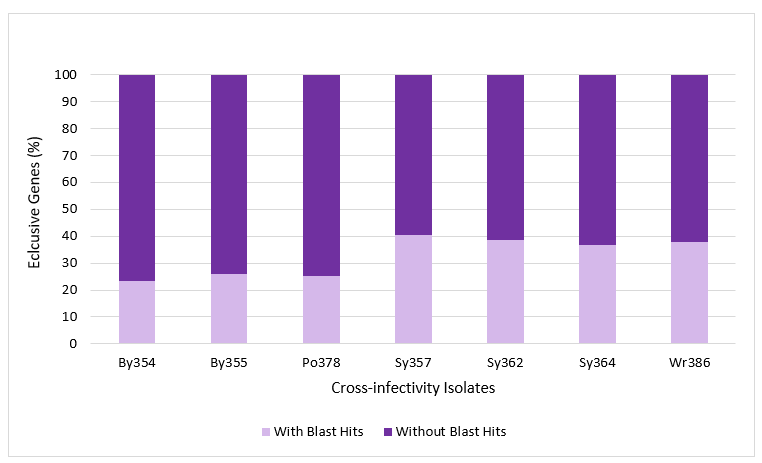 100
90
80
70
60
50
40
30
20
10
0
Eclcusive Genes (%)
By354 By355 Po378 Sy357 Sy362 Sy364 Wr386
Cross-infectivity Isolates
With Blast Hits Without Blast Hits